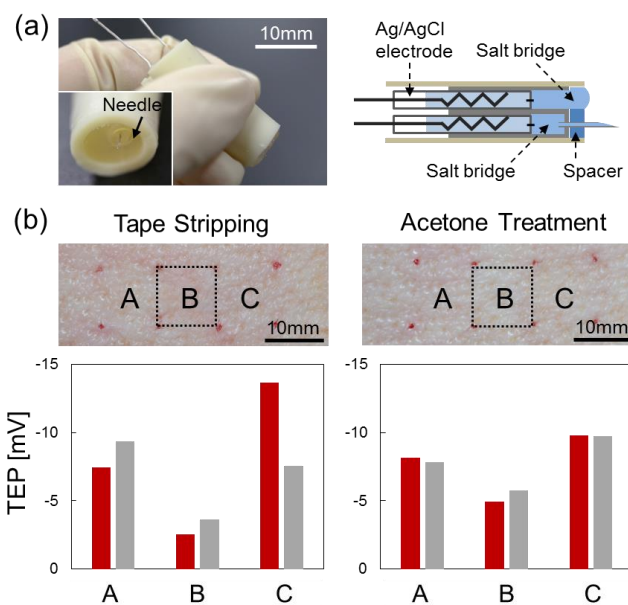 (a)
10mm
Needle
Ag/AgCl
electrode
Salt bridge
Salt bridge
Spacer
(b)
Tape Stripping
Acetone Treatment
A B C
10mm
A B C
10mm
TEP [mV]
-15
-10
-5
0
A B C
-15
-10
-5
0
A B C